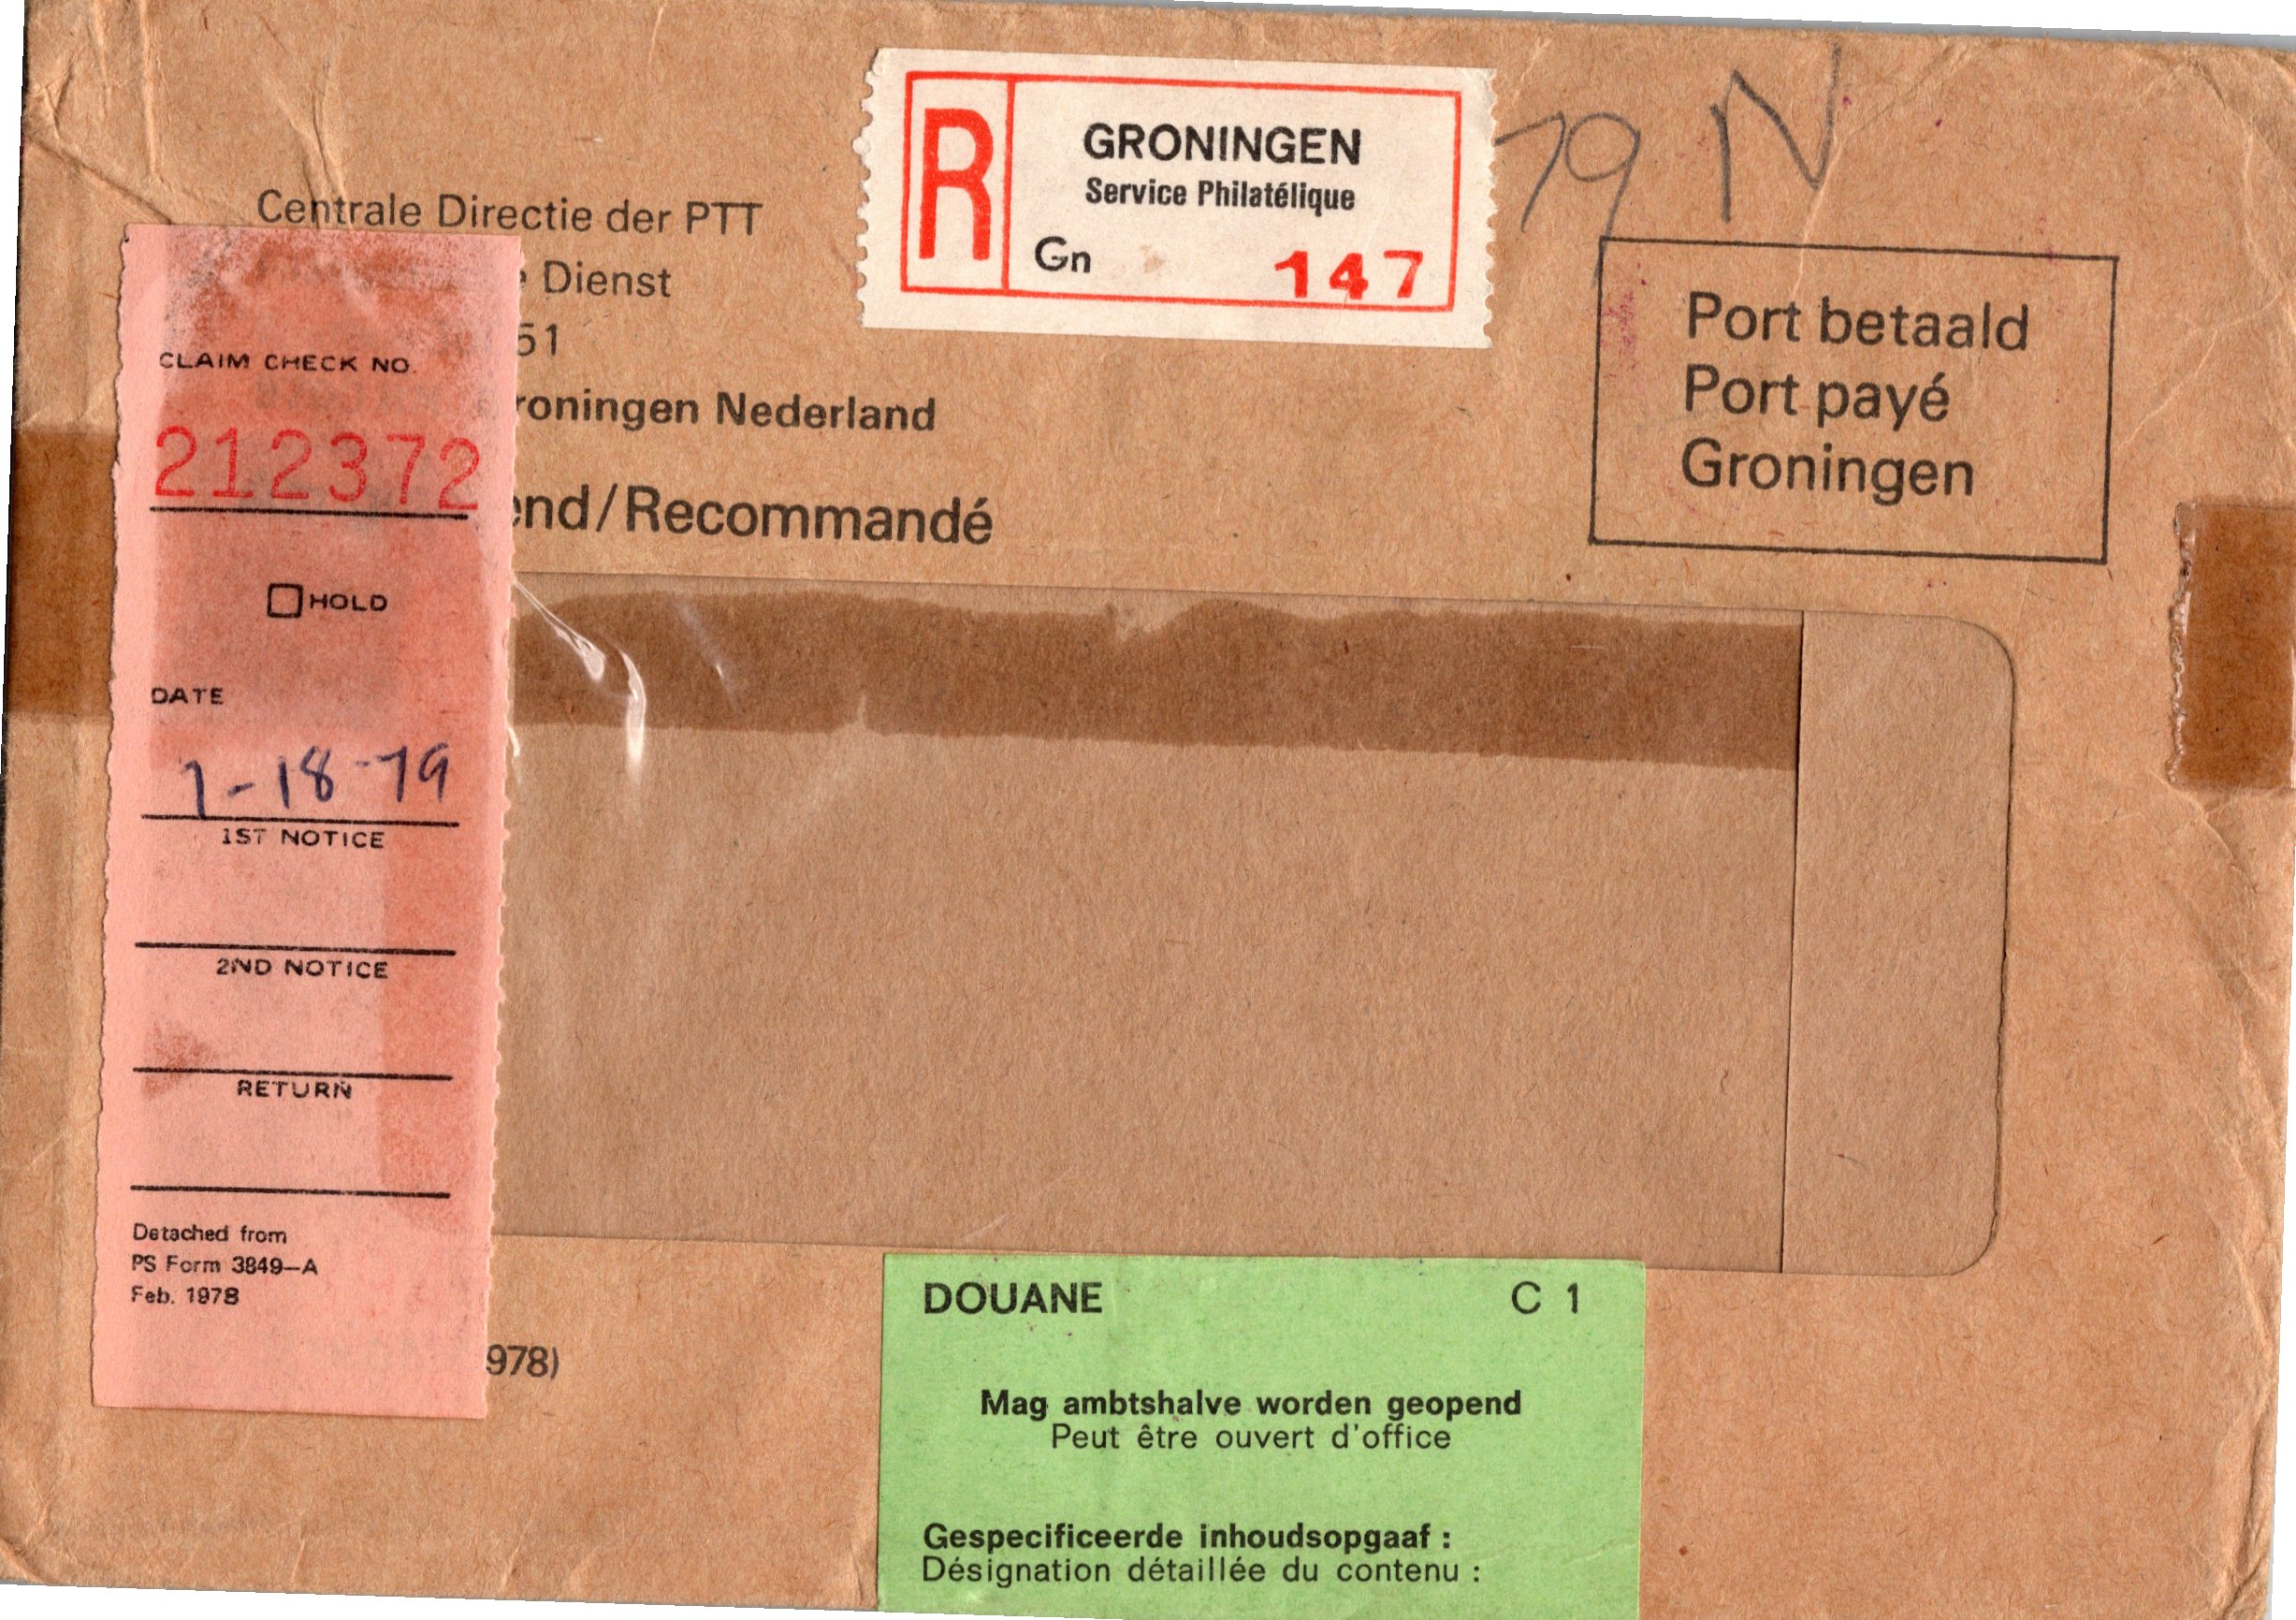 R
GRONINGEN
Service Philatélique
Gn 147
79 N
Centrale Directie der PTT
Dienst
51
roningen Nederland
end/Recommandé
Port betaald
Port payé
Groningen
CLAIM CHECK NO.
212372
HOLD
DATE
1-18-79
1ST NOTICE
2ND NOTICE
RETURN
Detached from
PS Form 3849-A
Feb. 1978
978)
DOUANE C 1
Mag ambtshalve worden geopend
Peut être ouvert d'office
Gespecificeerde inhoudsopgaaf :
Désignation détaillée du contenu :